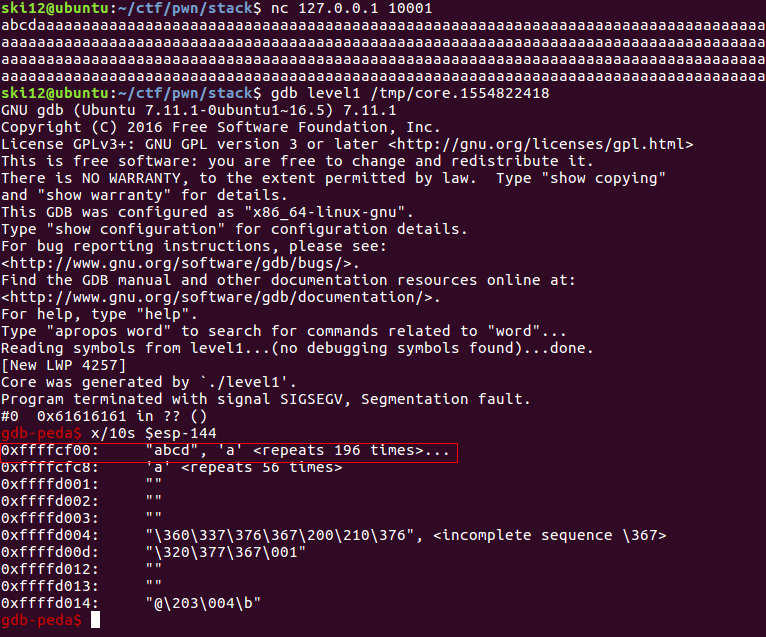 ski12@ubuntu:~/ctf/pwn/stack$ nc 127.0.0.1 10001
abcdaaaaaaaaaaaaaaaaaaaaaaaaaaaaaaaaaaaaaaaaaaaaaaaaaaaaaaaaaaaaaaaaaaaaaaaaaaaaaaaaa
aaaaaaaaaaaaaaaaaaaaaaaaaaaaaaaaaaaaaaaaaaaaaaaaaaaaaaaaaaaaaaaaaaaaaaaaaaaaaaaaaaaaa
aaaaaaaaaaaaaaaaaaaaaaaaaaaaaaaaaaaaaaaaaaaaaaaaaaaaaaaaaaaaaaaaaaaaaaaaaaaaaaaaaaaaa
aaaaaaaaaaaaaaaaaaaaaaaaaaaaaaaaaaaaaaaaaaaaaaaaaaaaaaaaaaaaaaaaaaaaaaaaaaaaaaaaaaaaa
ski12@ubuntu:~/ctf/pwn/stack$ gdb level1 /tmp/core.1554822418
GNU gdb (Ubuntu 7.11.1-0ubuntu1~16.5) 7.11.1
Copyright (C) 2016 Free Software Foundation, Inc.
License GPLv3+: GNU GPL version 3 or later <http://gnu.org/licenses/gpl.html>
This is free software: you are free to change and redistribute it.
There is NO WARRANTY, to the extent permitted by law.  Type "show copying"
and "show warranty" for details.
This GDB was configured as "x86_64-linux-gnu".
Type "show configuration" for configuration details.
For bug reporting instructions, please see:
<http://www.gnu.org/software/gdb/bugs/>.
Find the GDB manual and other documentation resources online at:
<http://www.gnu.org/software/gdb/documentation/>.
For help, type "help".
Type "apropos word" to search for commands related to "word"...
Reading symbols from level1...(no debugging symbols found)...done.
[New LWP 4257]
Core was generated by `./level1'.
Program terminated with signal SIGSEGV, Segmentation fault.
#0  0x61616161 in ?? ()
gdb-peda$ x/10s $esp-144
0xffffcf00:     "abcd", 'a' <repeats 196 times>...
0xffffcfc8:     'a' <repeats 56 times>
0xffffd001:     ""
0xffffd002:     ""
0xffffd003:     ""
0xffffd004:     "\360\337\376\367\200\210\376", <incomplete sequence \367>
0xffffd00d:     "\320\377\367\001"
0xffffd012:     ""
0xffffd013:     ""
0xffffd014:     "@\203\004\b"
gdb-peda$